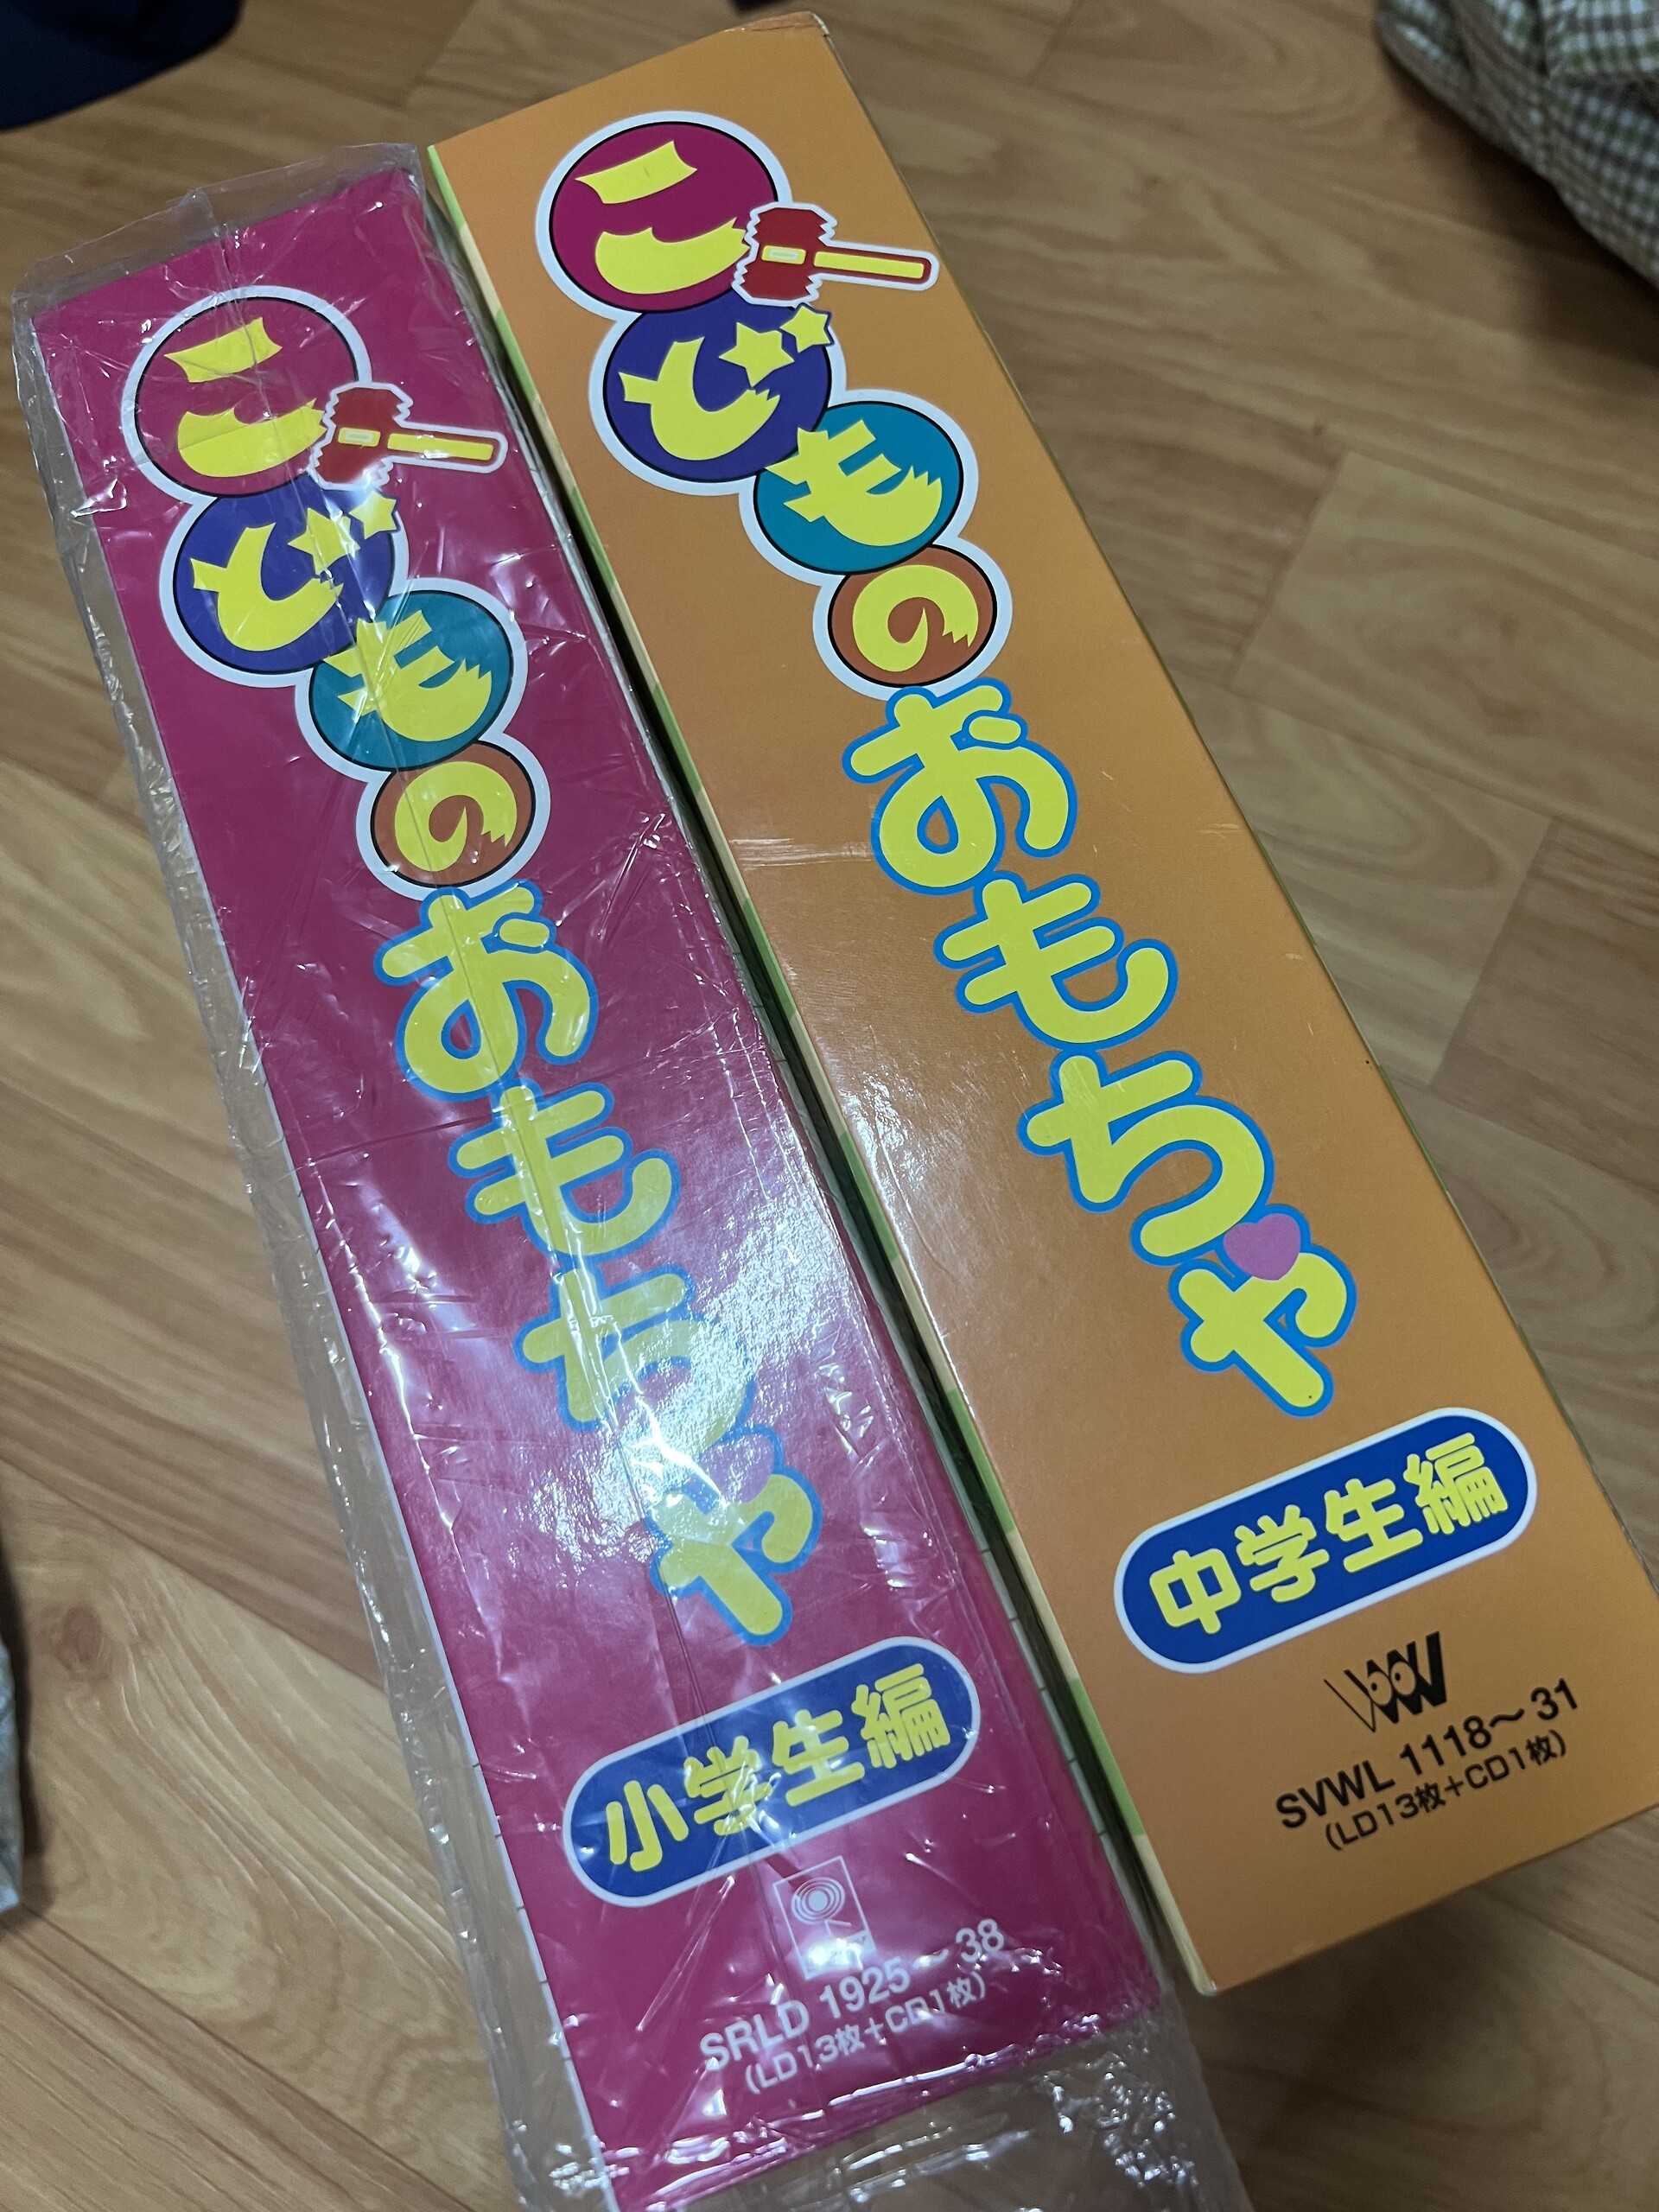 こどものおもちゃ
小学生編
SRLD 1925～38
(LD13枚+CD1枚)
こどものおもちゃ
中学生編
SVWL 1118～31
(LD13枚+CD1枚)